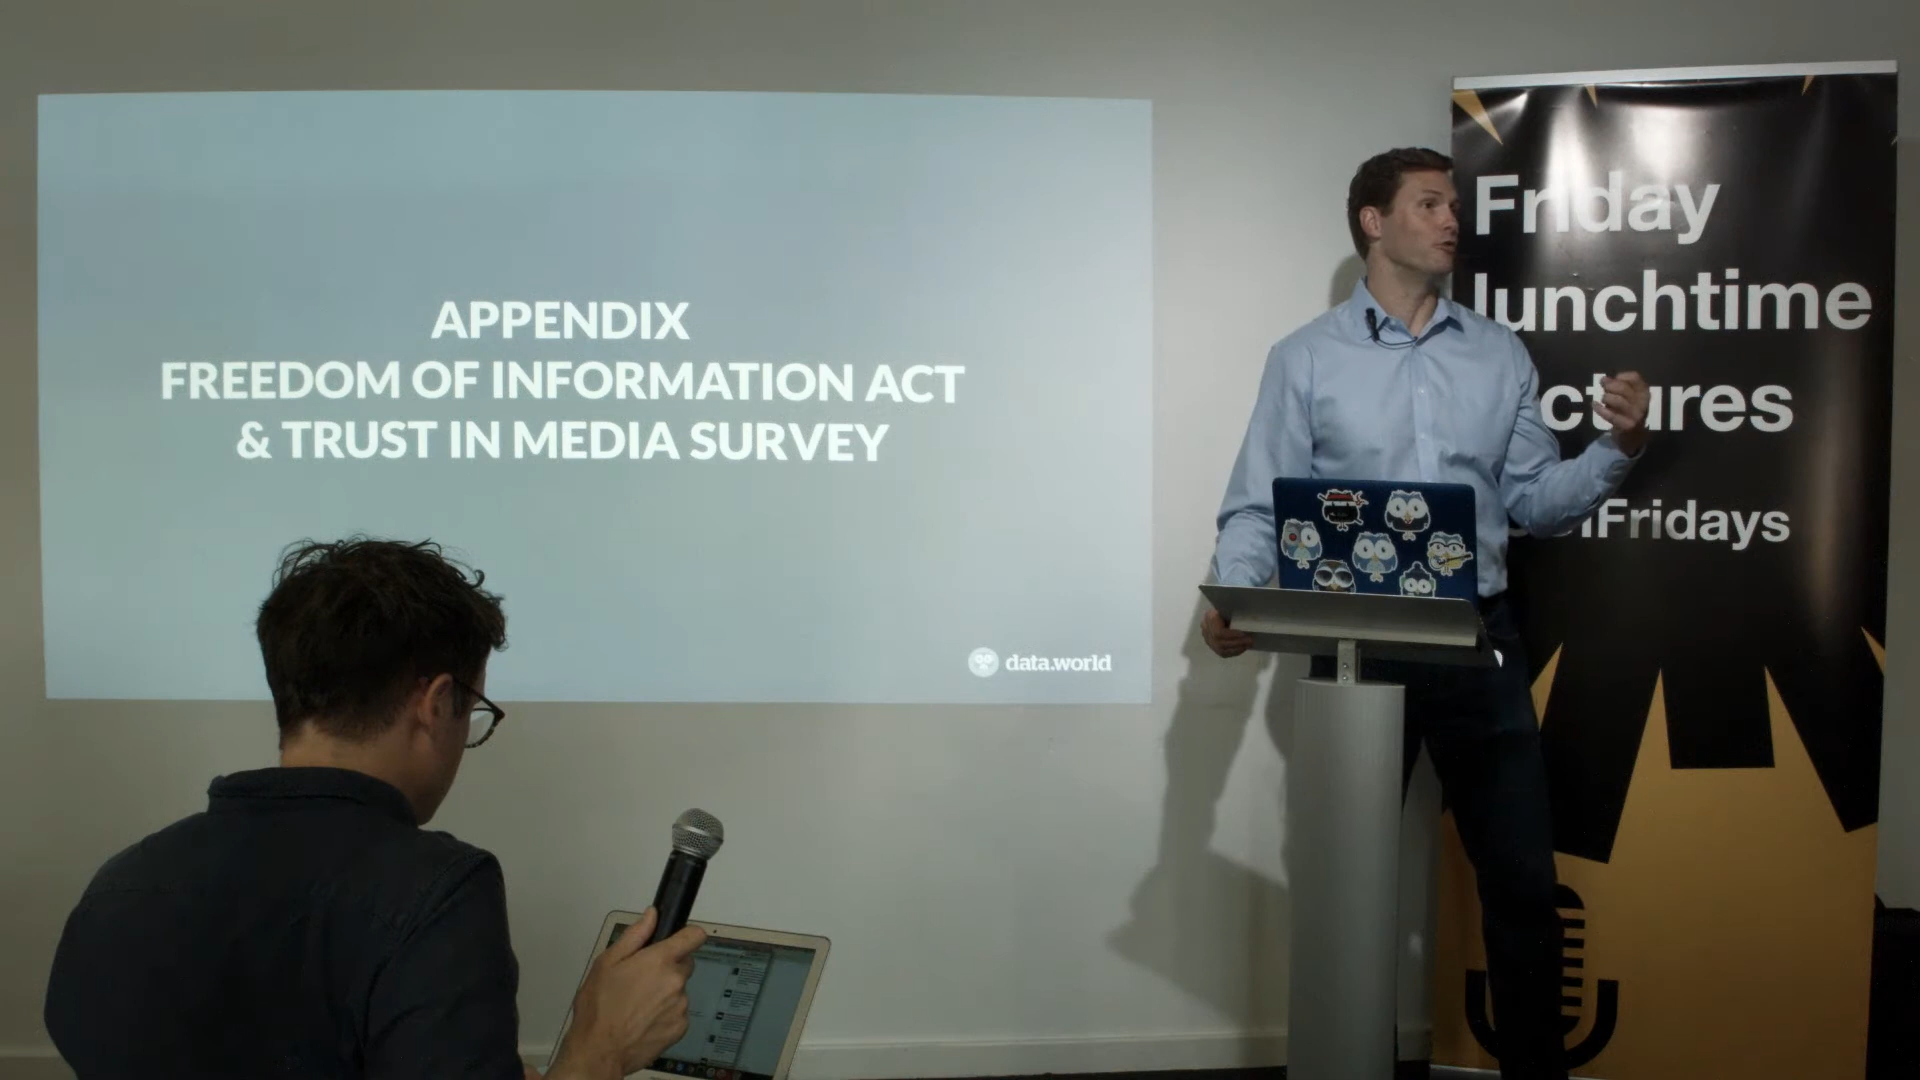 APPENDIX
FREEDOM OF INFORMATION ACT
& TRUST IN MEDIA SURVEY
data.world
Friday
lunchtime
ctures
Fridays